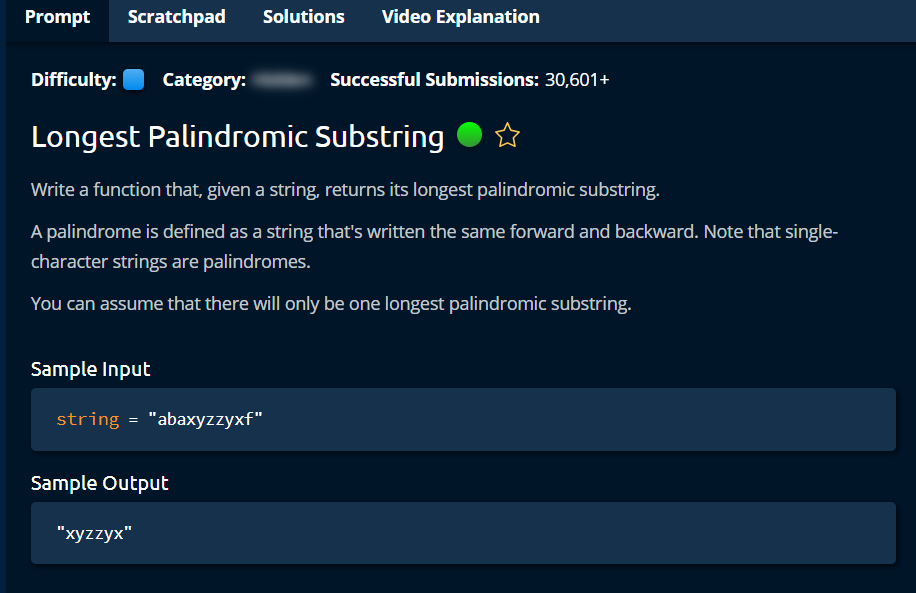 Prompt Scratchpad Solutions Video Explanation
Difficulty: Category: Successful Submissions: 30,601+
Longest Palindromic Substring
Write a function that, given a string, returns its longest palindromic substring.
A palindrome is defined as a string that's written the same forward and backward. Note that single-
character strings are palindromes.
You can assume that there will only be one longest palindromic substring.
Sample Input
string = "abaxyzzyxf"
Sample Output
"xyzzyx"